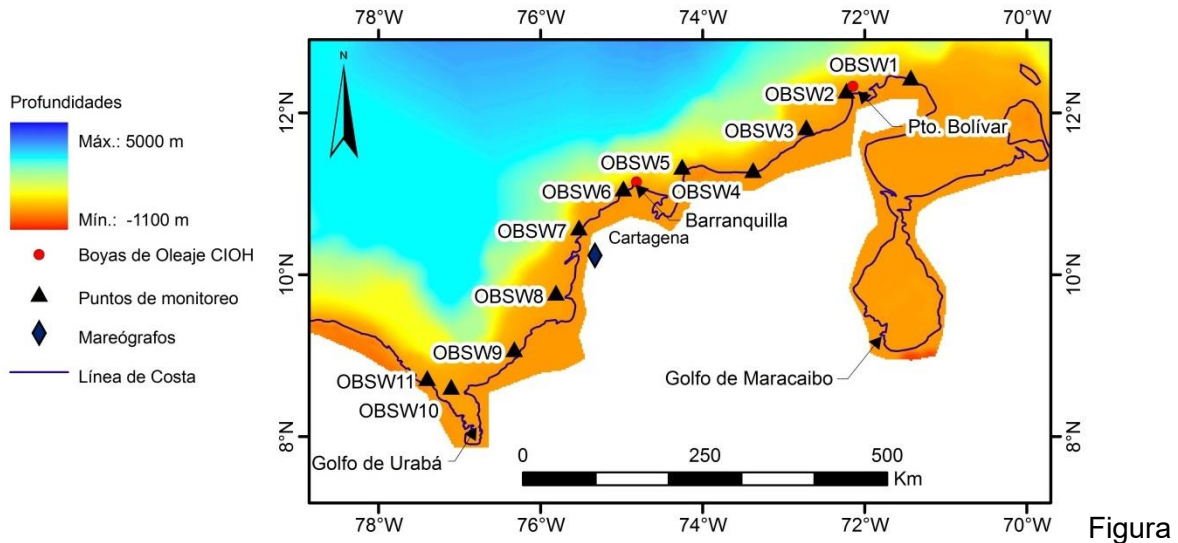 78°W 76°W 74°W 72°W 70°W
N
Profundidades
Máx.: 5000 m
Mín.: -1100 m
Boyas de Oleaje CIOH
Puntos de monitoreo
Mareógrafos
Línea de Costa
12°N
10°N
8°N
OBSW1
OBSW2
Pto. Bolívar
OBSW3
OBSW5
OBSW6
OBSW4
Barranquilla
OBSW7
Cartagena
OBSW8
OBSW9
Golfo de Maracaibo
OBSW11
OBSW10
Golfo de Urabá
0 250 500
Km
12°N
10°N
8°N
78°W 76°W 74°W 72°W 70°W
Figura